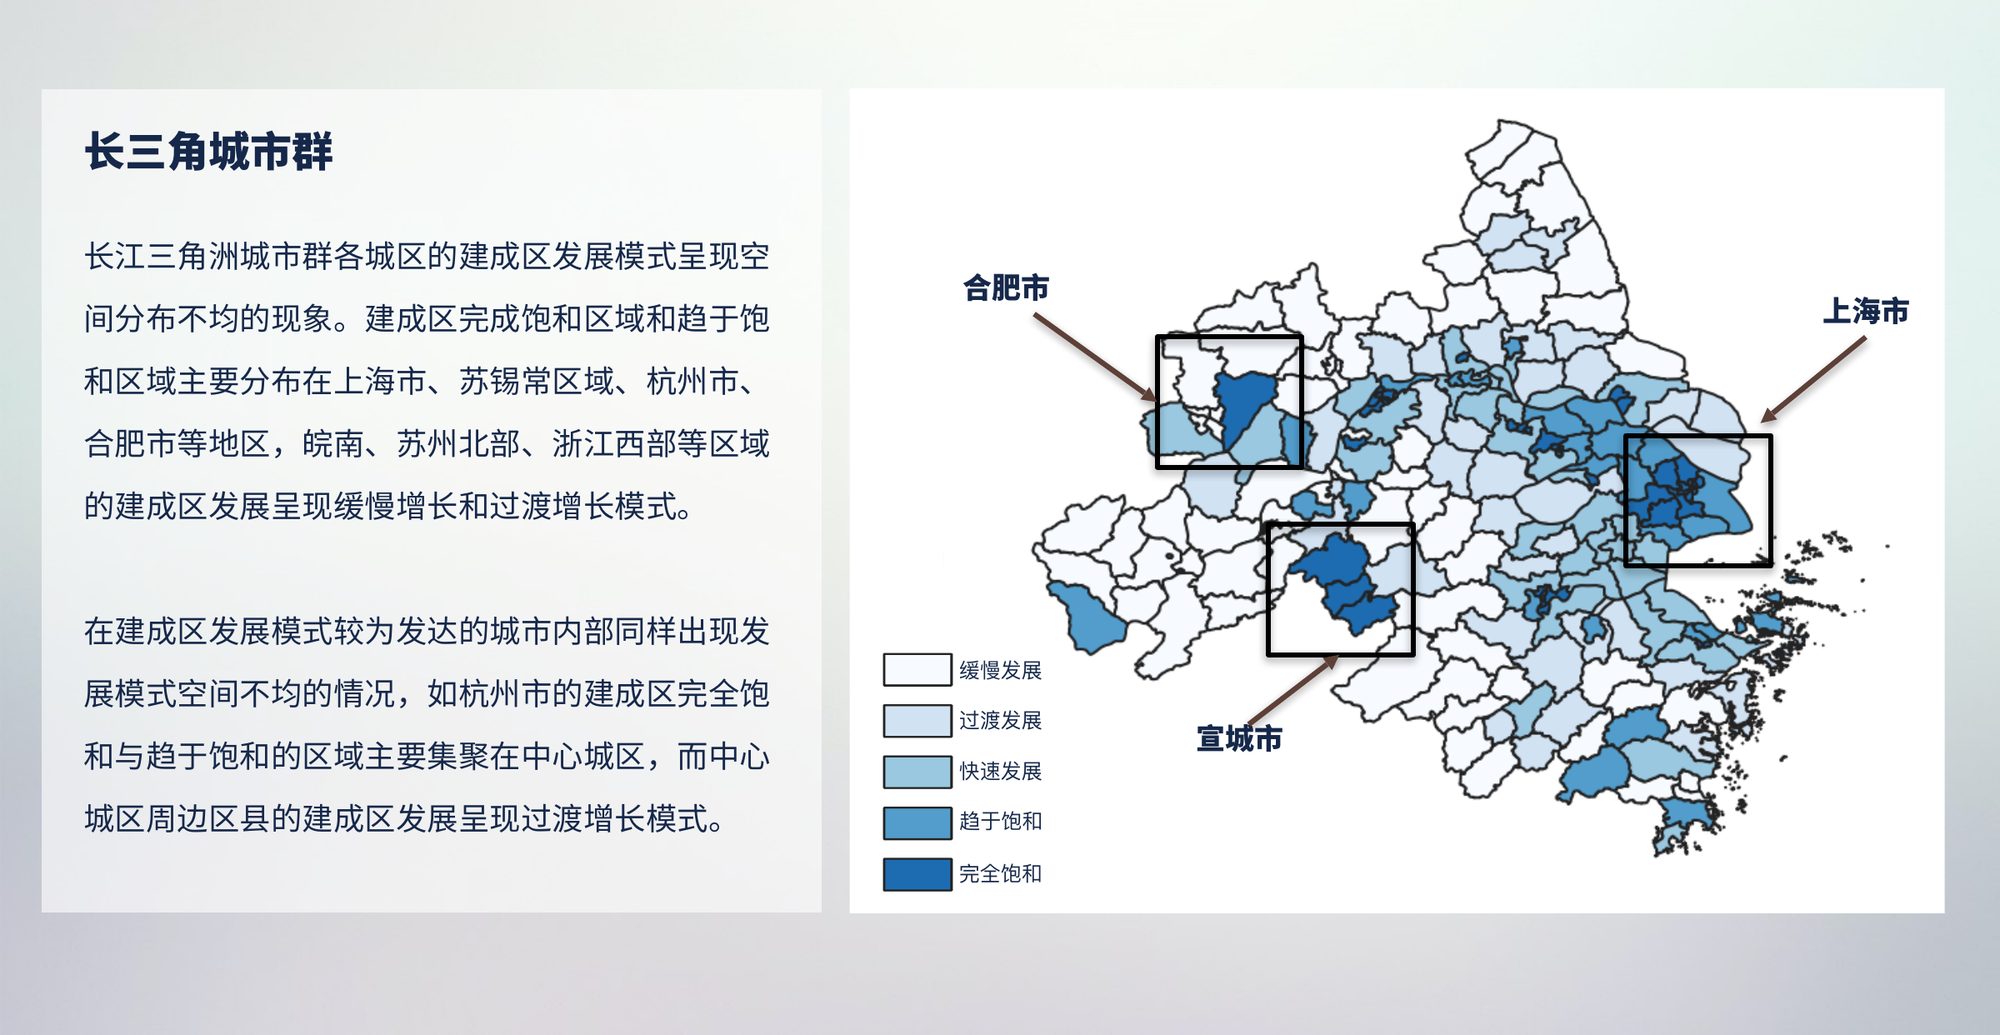 长三角城市群
长江三角洲城市群各城区的建成区发展模式呈现空
间分布不均的现象。建成区完成饱和区域和趋于饱
和区域主要分布在上海市、苏锡常区域、杭州市、
合肥市等地区，皖南、苏州北部、浙江西部等区域
的建成区发展呈现缓慢增长和过渡增长模式。
在建成区发展模式较为发达的城市内部同样出现发
展模式空间不均的情况，如杭州市的建成区完全饱
和与趋于饱和的区域主要集聚在中心城区，而中心
城区周边区县的建成区发展呈现过渡增长模式。
合肥市
上海市
宣城市
缓慢发展
过渡发展
快速发展
趋于饱和
完全饱和